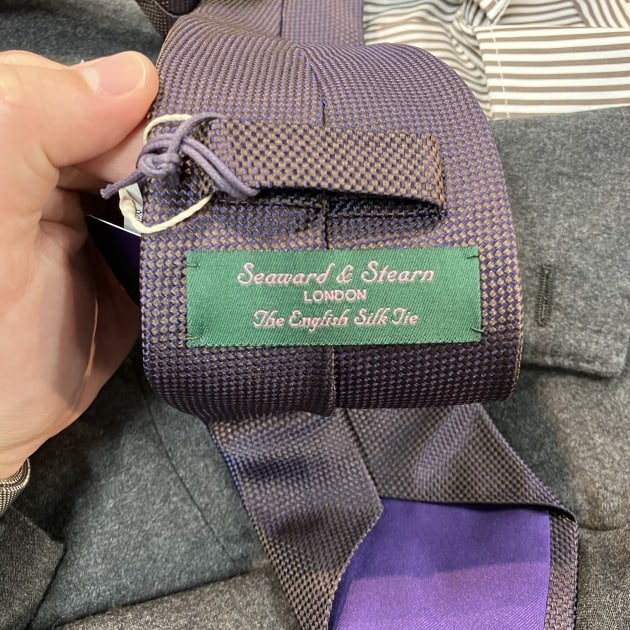 Seaward & Stearn
LONDON
The English Silk Tie